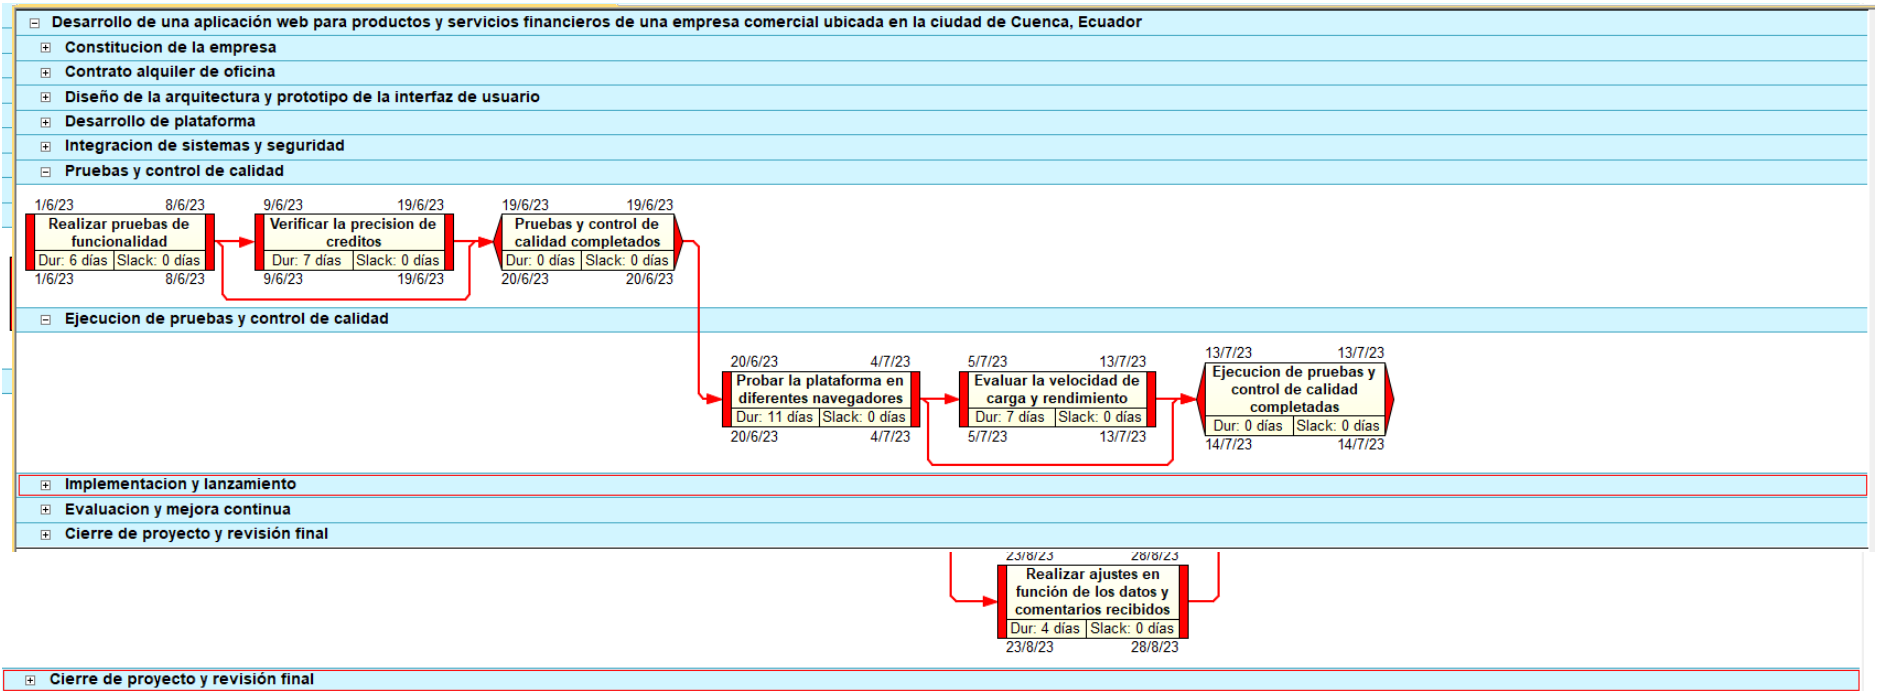 Desarrollo de una aplicación web para productos y servicios financieros de una empresa comercial ubicada en la ciudad de Cuenca, Ecuador
Constitucion de la empresa
Contrato alquiler de oficina
Diseño de la arquitectura y prototipo de la interfaz de usuario
Desarrollo de plataforma
Integracion de sistemas y seguridad
Pruebas y control de calidad
1/6/23 8/6/23
Realizar pruebas de
funcionalidad
Dur: 6 días Slack: 0 días
1/6/23 8/6/23
9/6/23 19/6/23
Verificar la precision de
creditos
Dur: 7 días Slack: 0 días
9/6/23 19/6/23
19/6/23 19/6/23
Pruebas y control de
calidad completados
Dur: 0 días Slack: 0 días
20/6/23 20/6/23
Ejecucion de pruebas y control de calidad
20/6/23 4/7/23
Probar la plataforma en
diferentes navegadores
Dur: 11 días Slack: 0 días
20/6/23 4/7/23
5/7/23 13/7/23
Evaluar la velocidad de
carga y rendimiento
Dur: 7 días Slack: 0 días
5/7/23 13/7/23
13/7/23 13/7/23
Ejecucion de pruebas y
control de calidad
completadas
Dur: 0 días Slack: 0 días
14/7/23 14/7/23
Implementacion y lanzamiento
Evaluacion y mejora continua
Cierre de proyecto y revisión final
23/8/23 28/8/23
Realizar ajustes en
función de los datos y
comentarios recibidos
Dur: 4 días Slack: 0 días
23/8/23 28/8/23
Cierre de proyecto y revisión final